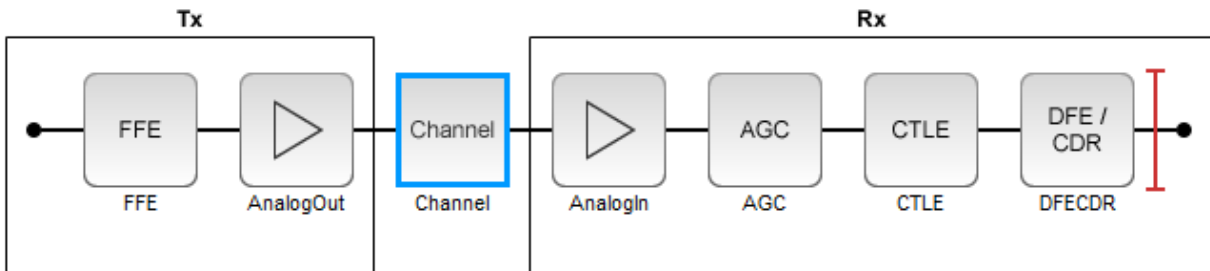 Tx
Rx
FFE
Channel
AGC
CTLE
DFE /
CDR
FFE
AnalogOut
Channel
AnalogIn
AGC
CTLE
DFECDR